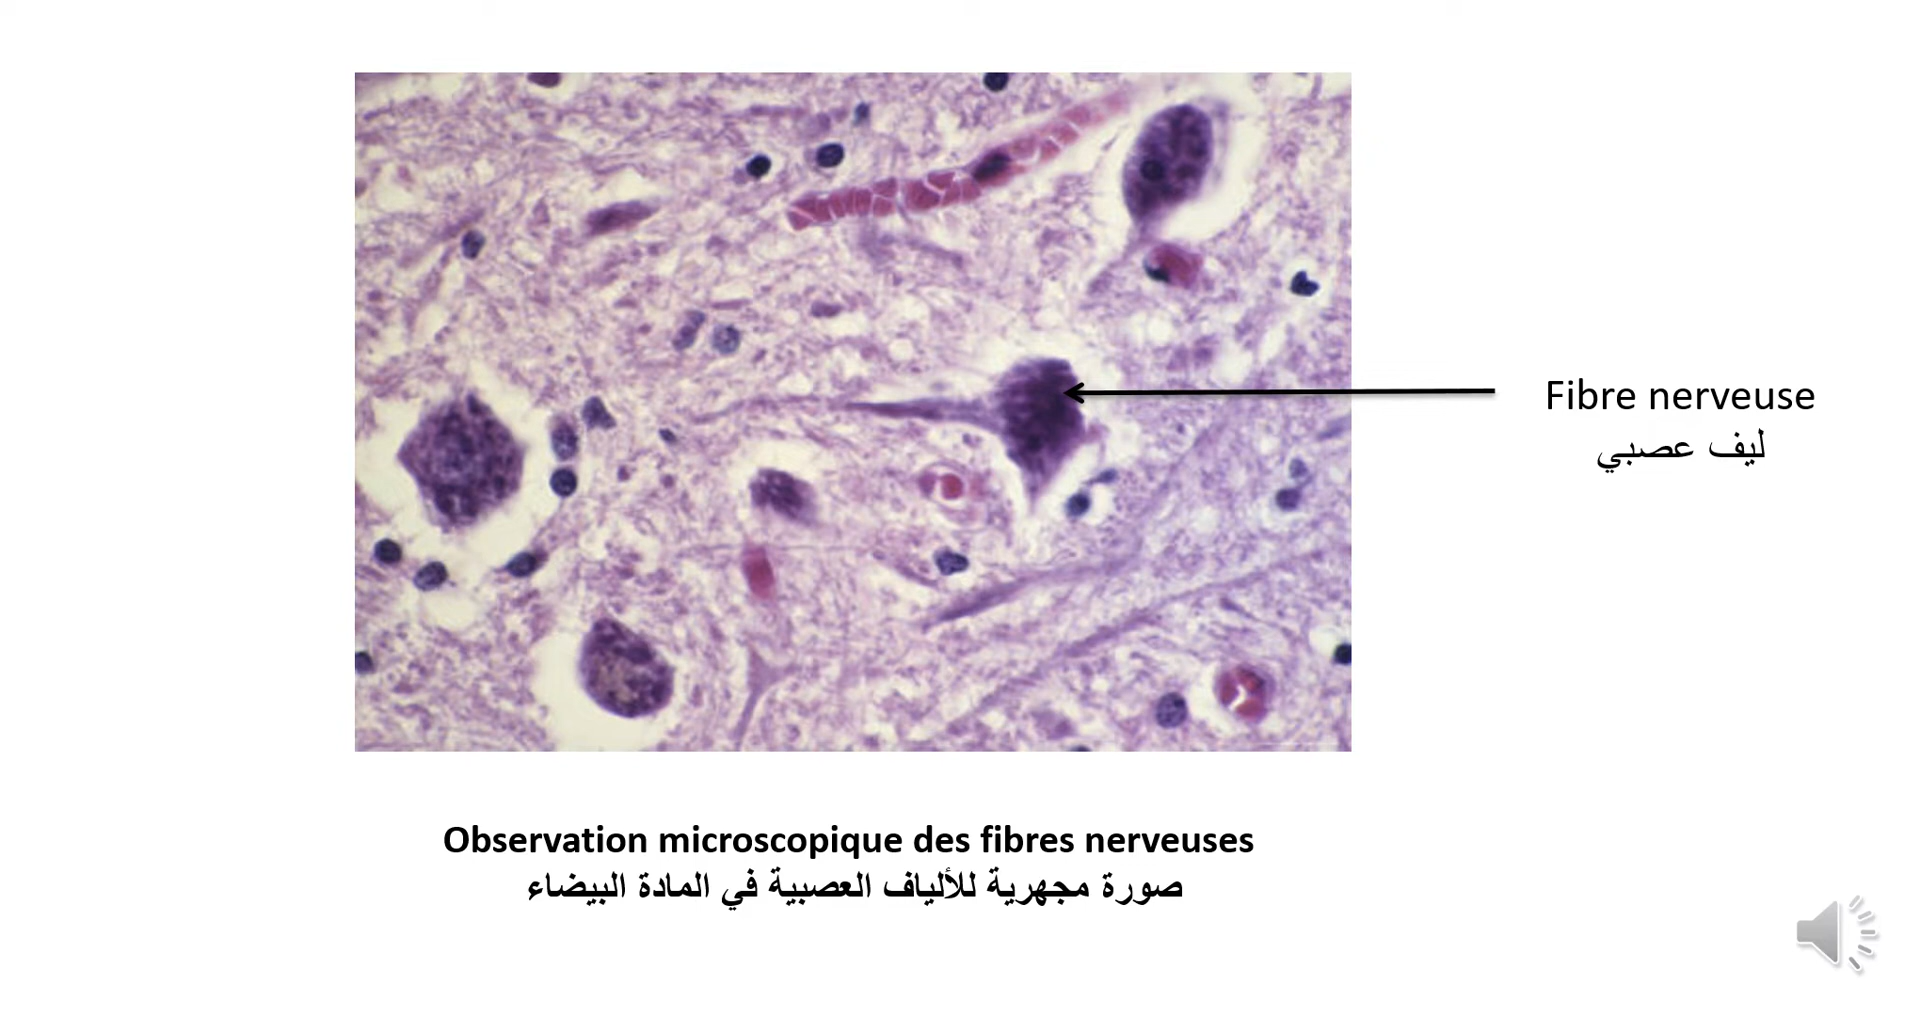 Fibre nerveuse
ليف عصبي
Observation microscopique des fibres nerveuses
صورة مجهرية للألياف العصبية في المادة البيضاء